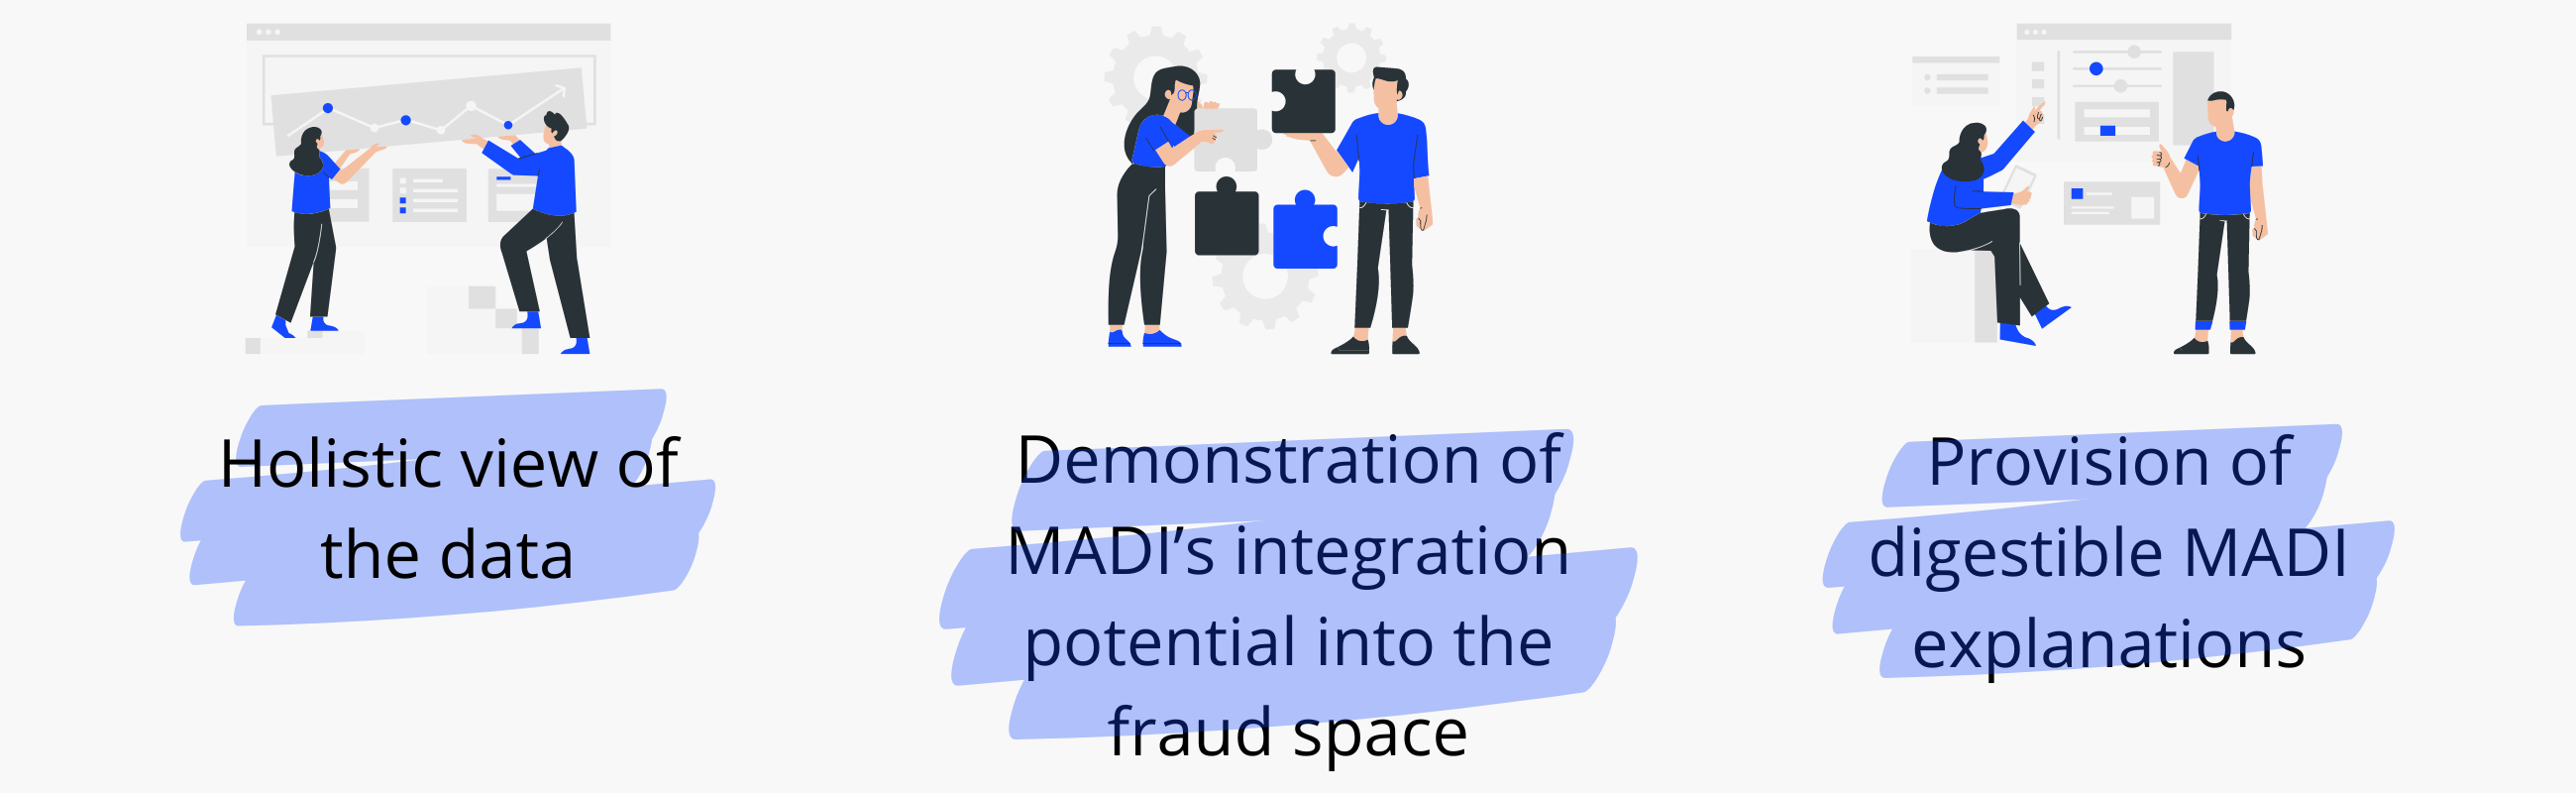 Holistic view of
the data
Demonstration of
MADI’s integration
potential into the
fraud space
Provision of
digestible MADI
explanations